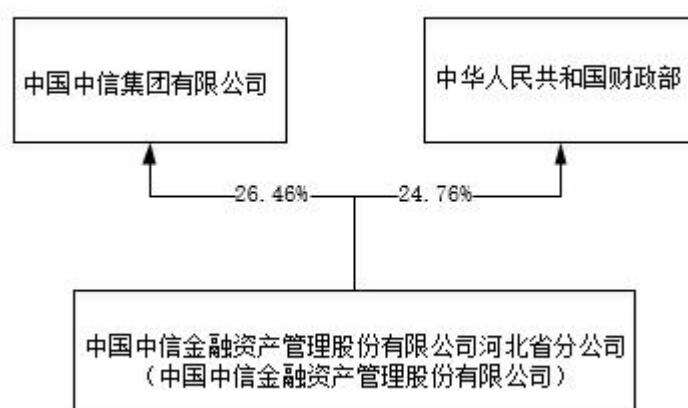 中国中信集团有限公司
中华人民共和国财政部
26.46%
24.76%
中国中信金融资产管理股份有限公司河北省分公司
（中国中信金融资产管理股份有限公司）